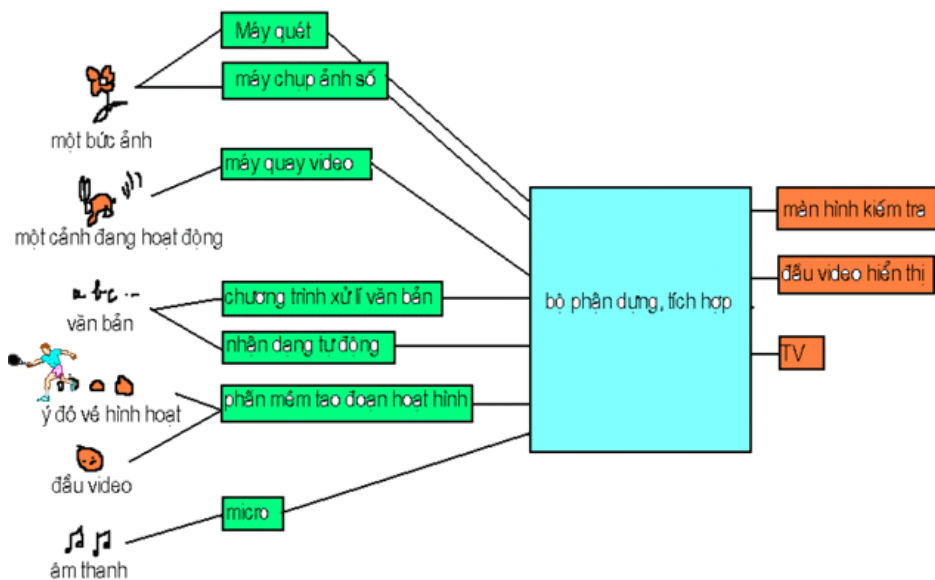 Máy quét
máy chụp ảnh số
một bức ảnh
máy quay video
một cảnh đang hoạt động
a b c ...
văn bản
chương trình xử lí văn bản
nhận dạng tự động
ý đồ về hình hoạt
phần mềm tao đoạn hoạt hình
đầu video
micro
âm thanh
bộ phận dựng, tích hợp
màn hình kiểm tra
đầu video hiển thị
TV